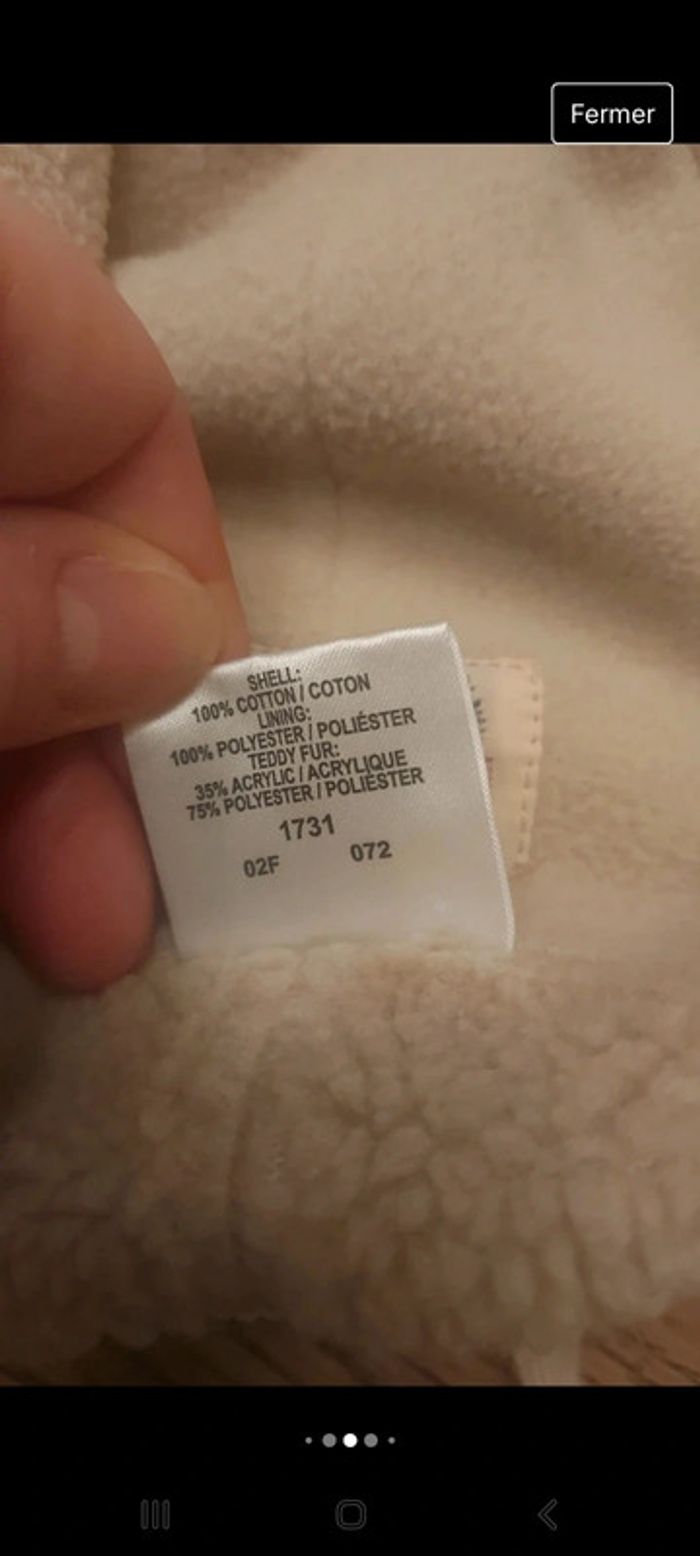 Fermer
SHELL:
100% COTTON / COTON
LINING:
100% POLYESTER / POLIÉSTER
TEDDY FUR:
35% ACRYLIC / ACRYLIQUE
75% POLYESTER / POLIÉSTER
1731
02F 072